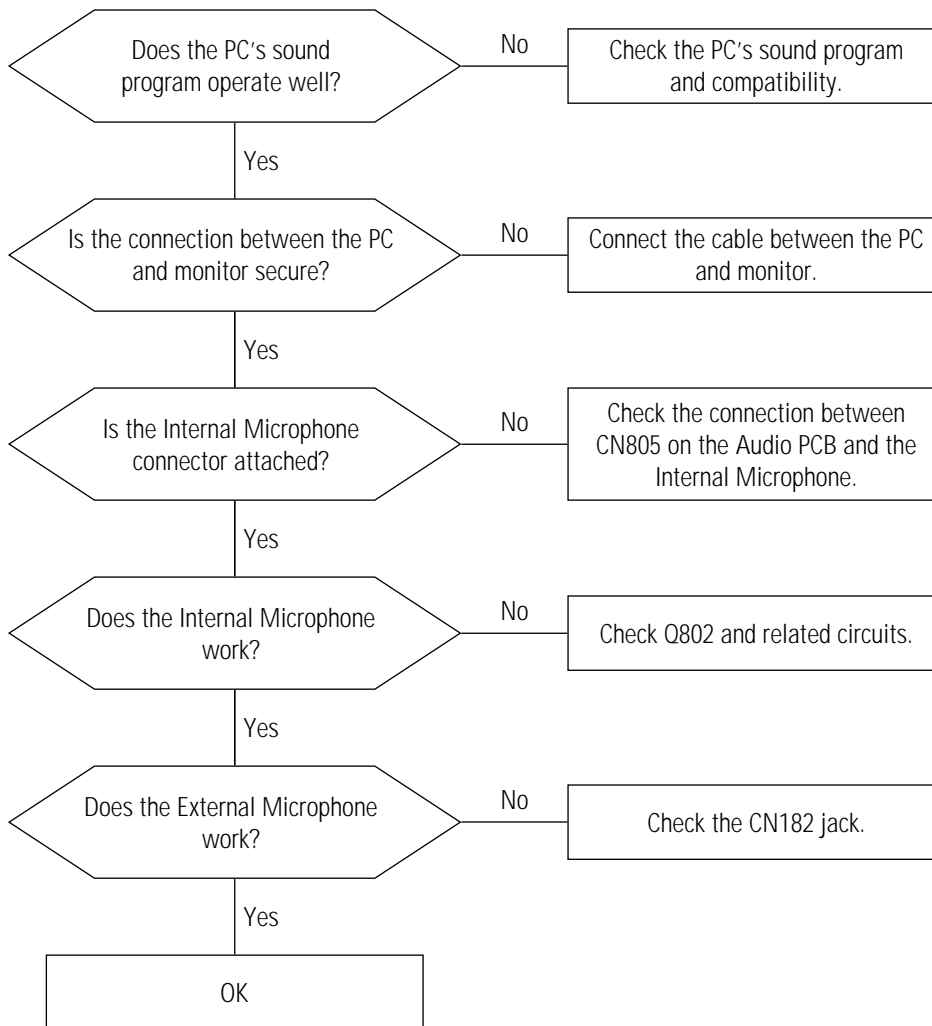 Does the PC's sound
program operate well?
No
Check the PC's sound program
and compatibility.
Yes
Is the connection between the PC
and monitor secure?
No
Connect the cable between the PC
and monitor.
Yes
Is the Internal Microphone
connector attached?
No
Check the connection between
CN805 on the Audio PCB and the
Internal Microphone.
Yes
Does the Internal Microphone
work?
No
Check Q802 and related circuits.
Yes
Does the External Microphone
work?
No
Check the CN182 jack.
Yes
OK